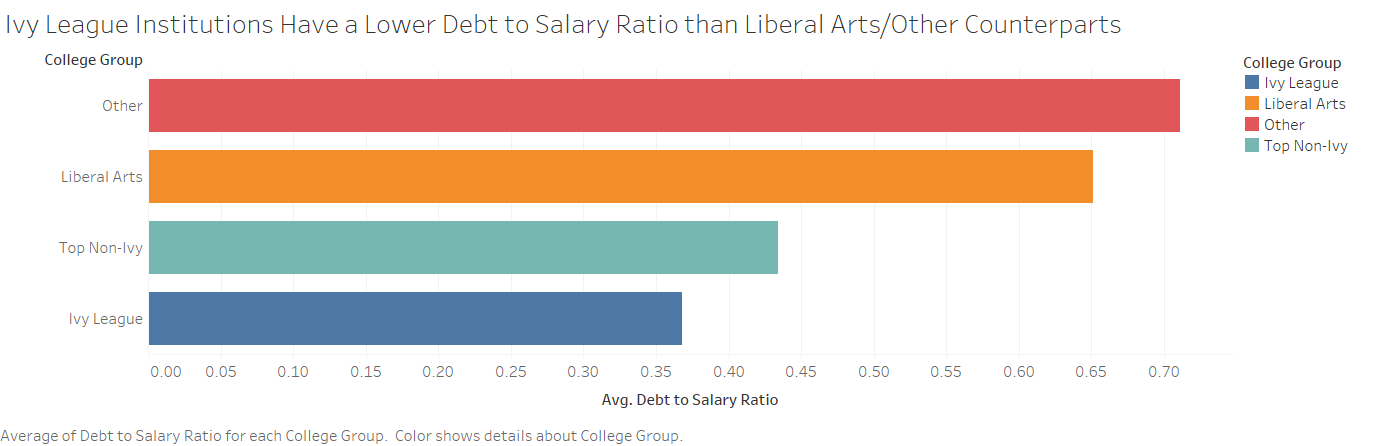 Ivy League Institutions Have a Lower Debt to Salary Ratio than Liberal Arts/Other Counterparts
College Group
Other
Liberal Arts
Top Non-Ivy
Ivy League
0.00 0.05 0.10 0.15 0.20 0.25 0.30 0.35 0.40 0.45 0.50 0.55 0.60 0.65 0.70
Avg. Debt to Salary Ratio
College Group
Ivy League
Liberal Arts
Other
Top Non-Ivy
Average of Debt to Salary Ratio for each College Group. Color shows details about College Group.